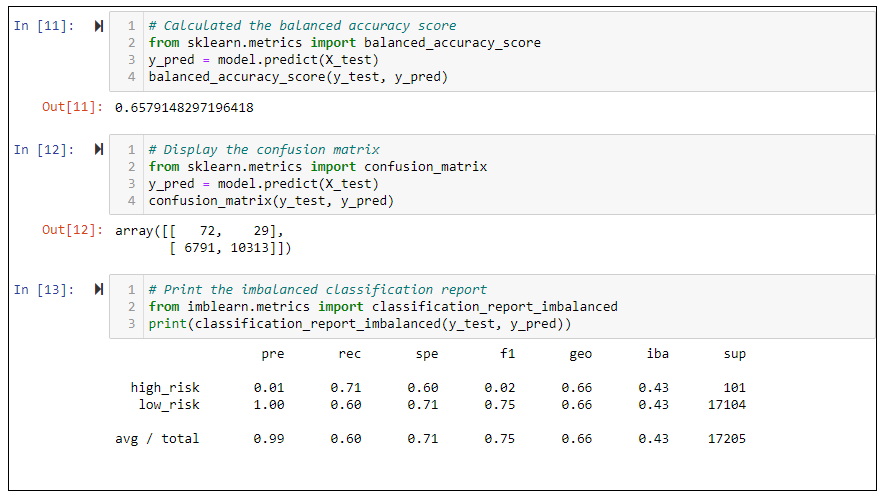 In [11]: 1 # Calculated the balanced accuracy score
2 from sklearn.metrics import balanced_accuracy_score
3 y_pred = model.predict(X_test)
4 balanced_accuracy_score(y_test, y_pred)
Out[11]: 0.6579148297196418
In [12]: 1 # Display the confusion matrix
2 from sklearn.metrics import confusion_matrix
3 y_pred = model.predict(X_test)
4 confusion_matrix(y_test, y_pred)
Out[12]: array([[   72,    29],
       [ 6791, 10313]])
In [13]: 1 # Print the imbalanced classification report
2 from imblearn.metrics import classification_report_imbalanced
3 print(classification_report_imbalanced(y_test, y_pred))
pre rec spe f1 geo iba sup
high_risk 0.01 0.71 0.60 0.02 0.66 0.43 101
low_risk 1.00 0.60 0.71 0.75 0.66 0.43 17104
avg / total 0.99 0.60 0.71 0.75 0.66 0.43 17205